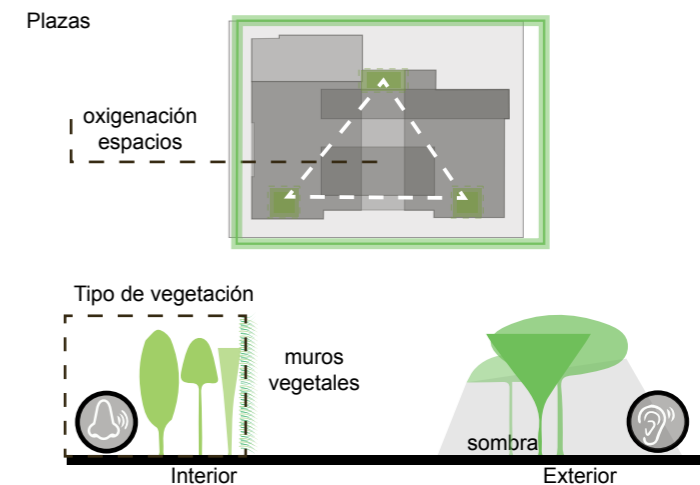 Plazas
oxigenación
espacios
Tipo de vegetación
muros
vegetales
sombra
Interior
Exterior